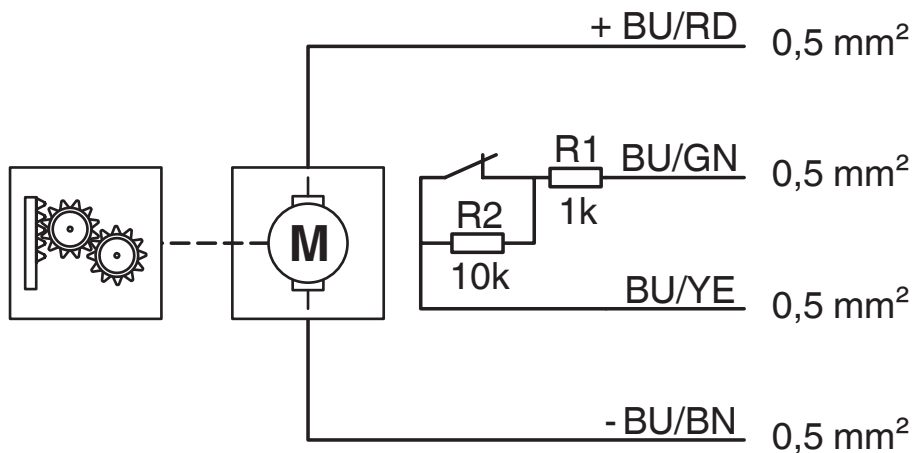 + BU/RD 0,5 mm²
R1 BU/GN 0,5 mm²
1k
R2
10k
M
BU/YE 0,5 mm²
- BU/BN 0,5 mm²